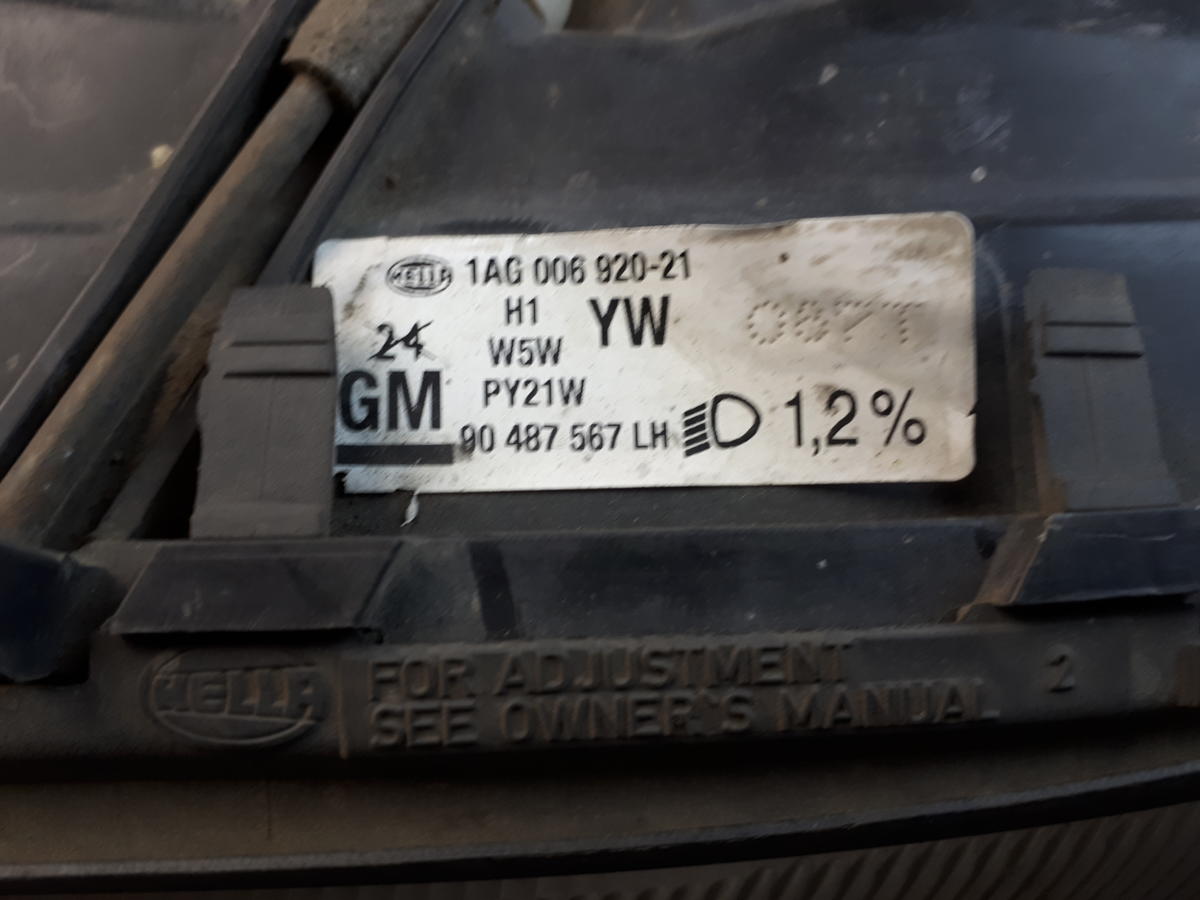 HELLA 1AG 006 920-21
H1
YW
087T
24
W5W
PY21W
GM
90 487 567 LH
1,2%
HELLA
FOR ADJUSTMENT
SEE OWNER'S MANUAL
2